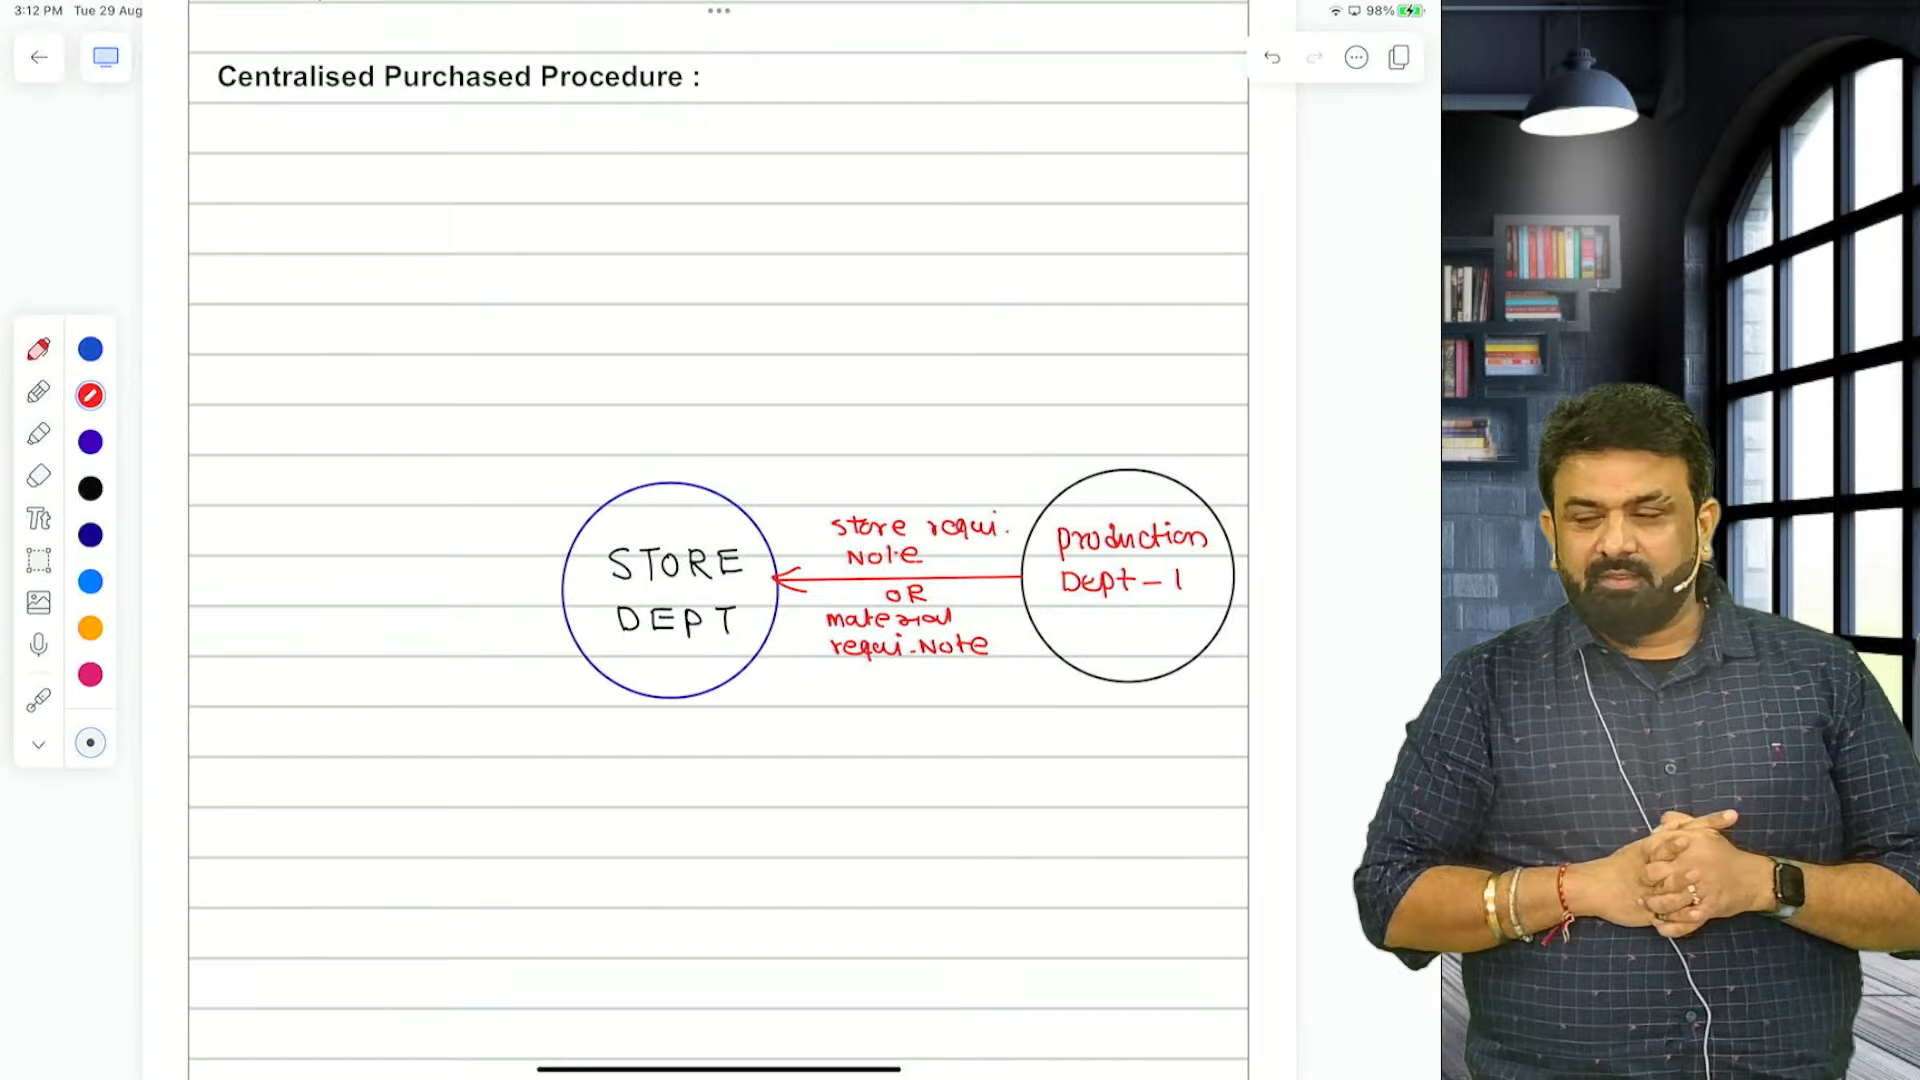 3:12 PM Tue 29 Aug
98%
Centralised Purchased Procedure :
STORE
DEPT
store requi.
Note
OR
material
requi. Note
production
Dept - 1
Tt